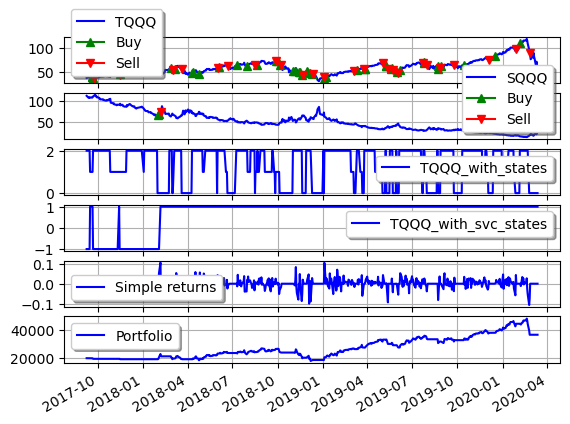 TQQQ
Buy
Sell
100
50
SQQQ
Buy
Sell
100
50
2
TQQQ_with_states
0
1
TQQQ_with_svc_states
−1
0.1
0.0
Simple returns
−0.1
40000
Portfolio
20000
2017-10
2018-01
2018-04
2018-07
2018-10
2019-01
2019-04
2019-07
2019-10
2020-01
2020-04